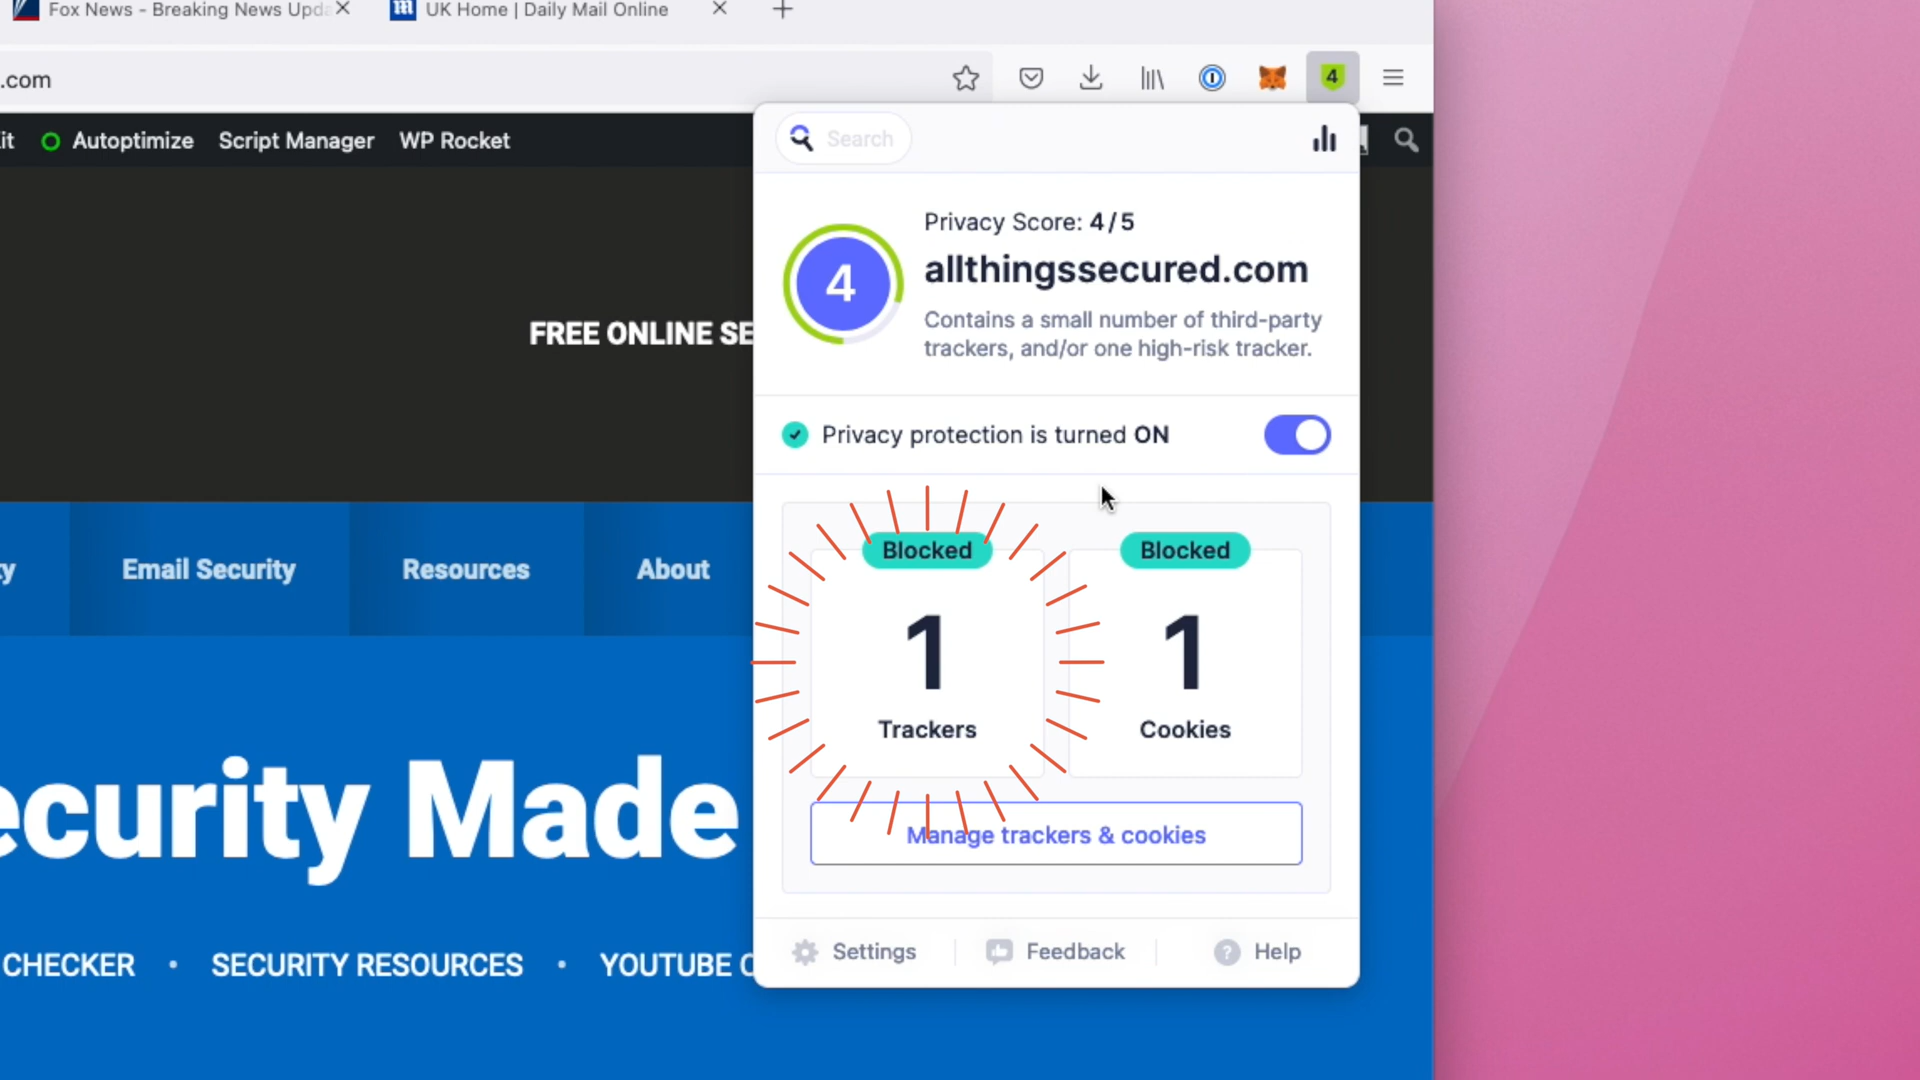 Fox News - Breaking News Upda
UK Home | Daily Mail Online
.com
4
it
Autoptimize
Script Manager
WP Rocket
Search
Privacy Score: 4/5
4
allthingssecured.com
Contains a small number of third-party
trackers, and/or one high-risk tracker.
FREE ONLINE SE
Privacy protection is turned ON
Blocked
Blocked
y
Email Security
Resources
About
1
1
Trackers
Cookies
Manage trackers & cookies
ecurity Made
CHECKER • SECURITY RESOURCES • YOUTUBE C
Settings
Feedback
Help